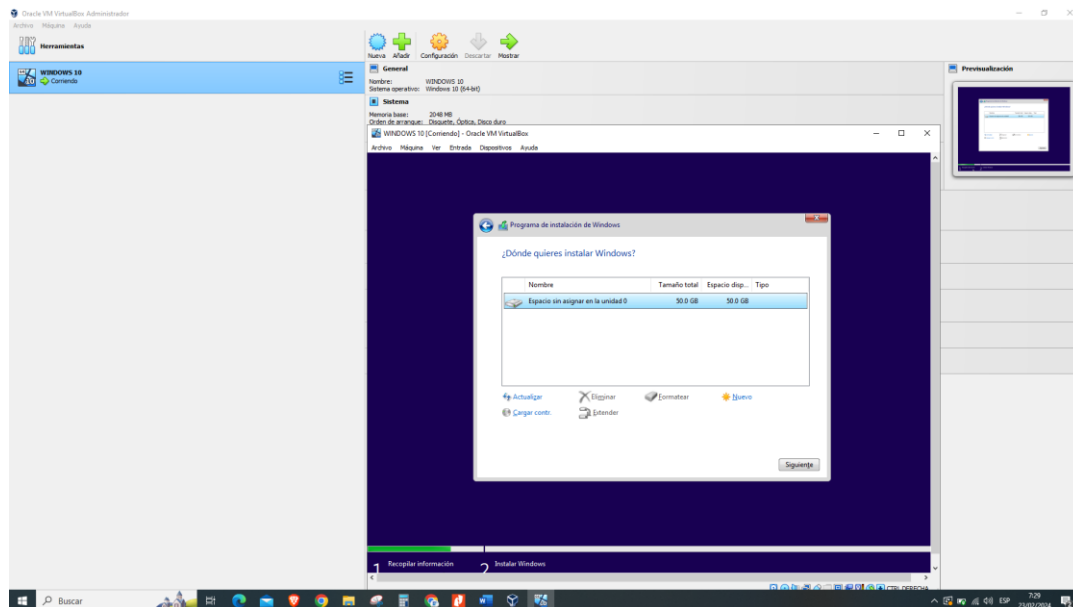 Oracle VM VirtualBox Administrador
Archivo Máquina Ayuda
Herramientas
Nueva Añadir Configuración Descartar Mostrar
WINDOWS 10
Corriendo
General
Nombre: WINDOWS 10
Sistema operativo: Windows 10 (64-bit)
Sistema
Memoria base: 2048 MB
Orden de arranque: Disquete, Óptica, Disco duro
Previsualización
WINDOWS 10 [Corriendo] - Oracle VM VirtualBox
Archivo Máquina Ver Entrada Dispositivos Ayuda
Programa de instalación de Windows
¿Dónde quieres instalar Windows?
Nombre Tamaño total Espacio disp... Tipo
Espacio sin asignar en la unidad 0 50.0 GB 50.0 GB
Actualizar Eliminar Formatear Nuevo
Cargar contr. Extender
Siguiente
1 Recopilar información 2 Instalar Windows
CTRL DERECHA
Buscar
ESP
7:29
23/02/2024